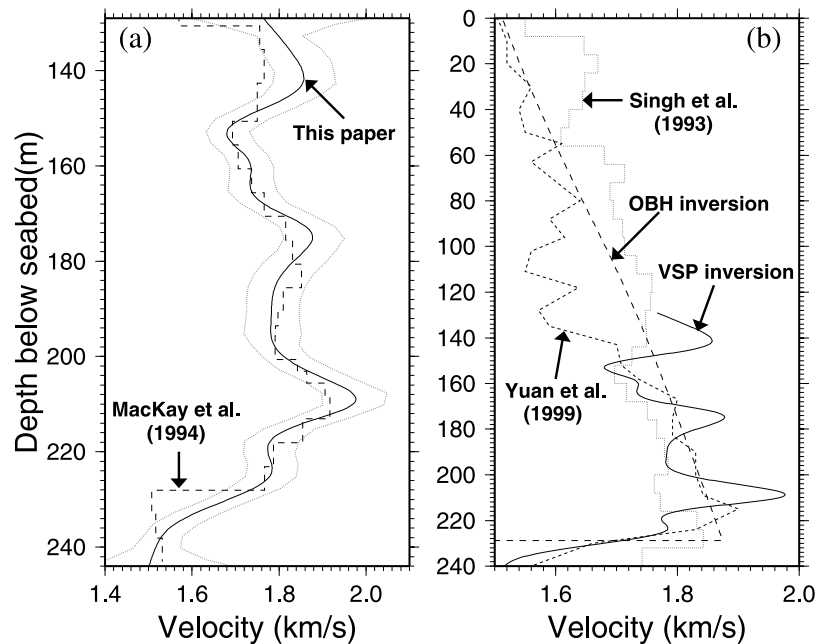 (a)
This paper
MacKay et al.
(1994)
140
160
180
200
220
240
Depth below seabed(m)
1.4
1.6
1.8
2.0
Velocity (km/s)
(b)
Singh et al.
(1993)
OBH inversion
VSP inversion
Yuan et al.
(1999)
0
20
40
60
80
100
120
140
160
180
200
220
240
1.6
1.8
2.0
Velocity (km/s)